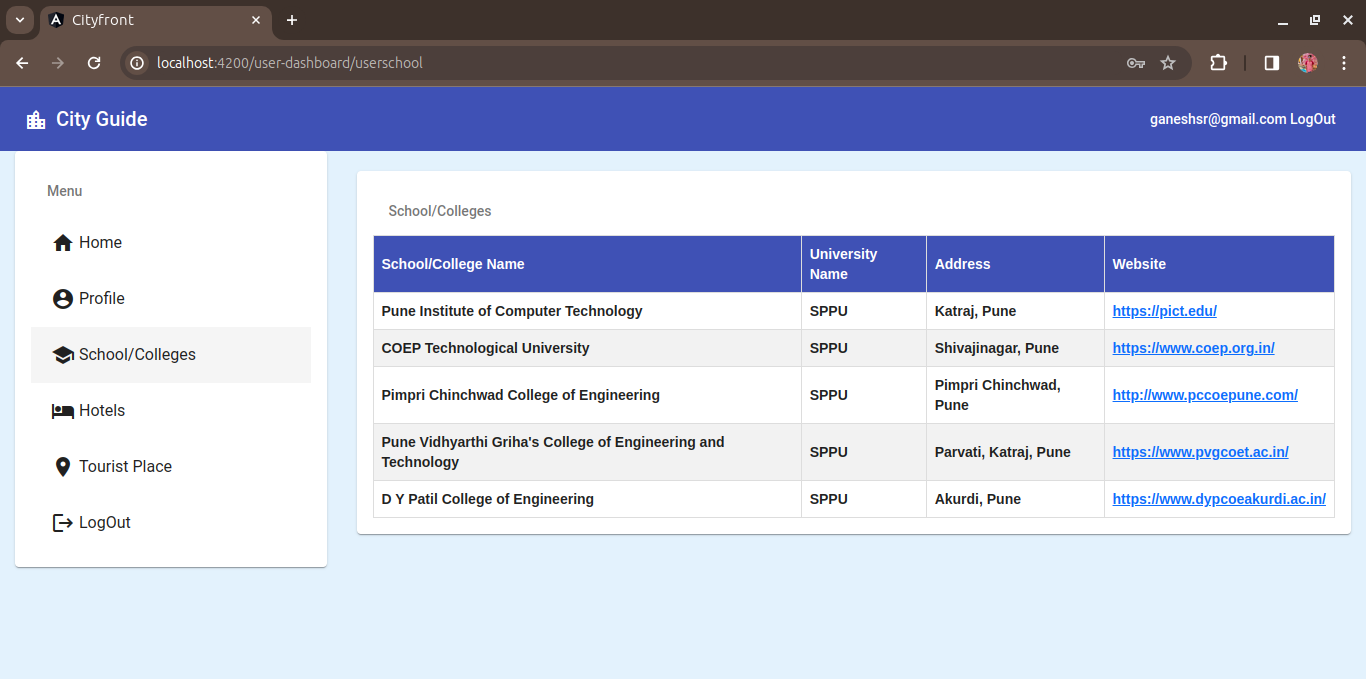 Cityfront
localhost:4200/user-dashboard/userschool
City Guide
ganeshsr@gmail.com LogOut
Menu
Home
Profile
School/Colleges
Hotels
Tourist Place
LogOut
School/Colleges
School/College Name
University
Name
Address
Website
Pune Institute of Computer Technology
SPPU
Katraj, Pune
https://pict.edu/
COEP Technological University
SPPU
Shivajinagar, Pune
https://www.coep.org.in/
Pimpri Chinchwad College of Engineering
SPPU
Pimpri Chinchwad,
Pune
http://www.pccoepune.com/
Pune Vidhyarthi Griha's College of Engineering and
Technology
SPPU
Parvati, Katraj, Pune
https://www.pvgcoet.ac.in/
D Y Patil College of Engineering
SPPU
Akurdi, Pune
https://www.dypcoeakurdi.ac.in/